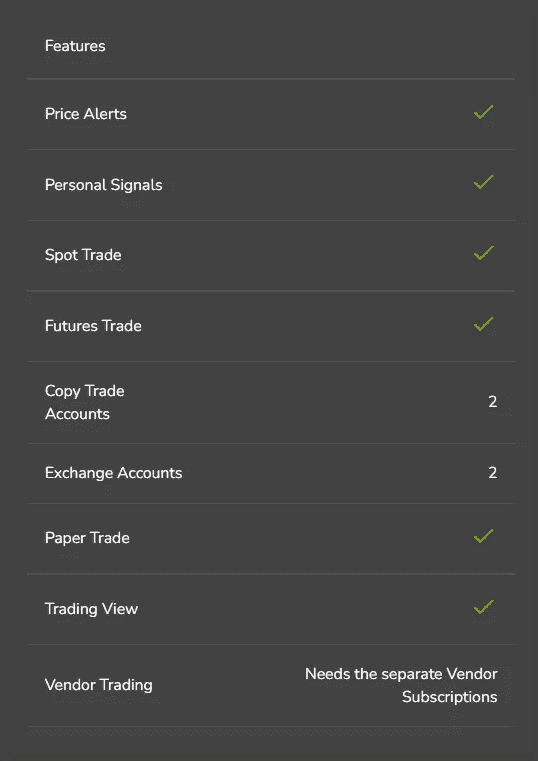 Features
Price Alerts
Personal Signals
Spot Trade
Futures Trade
Copy Trade
Accounts
2
Exchange Accounts
2
Paper Trade
Trading View
Vendor Trading
Needs the separate Vendor
Subscriptions